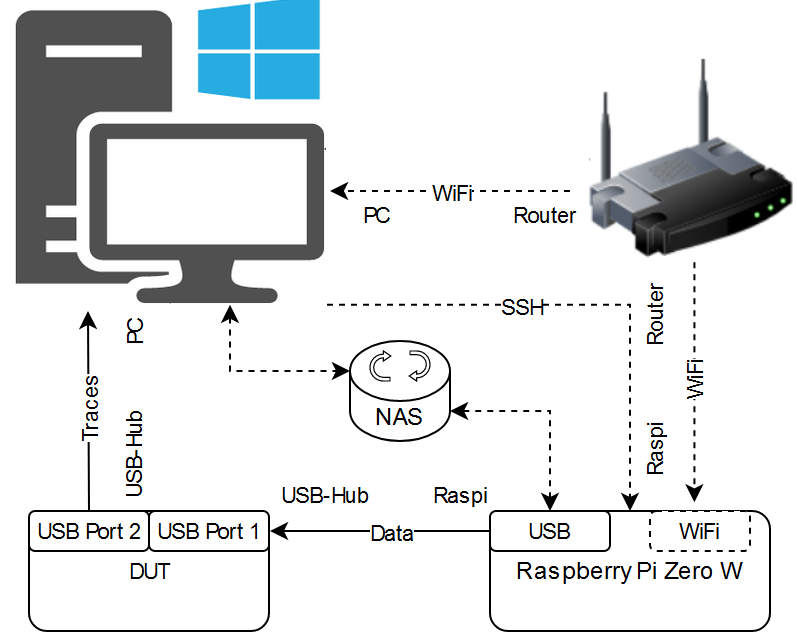 WiFi
PC
Router
SSH
Router
PC
WiFi
NAS
Traces
USB-Hub
Raspi
USB-Hub
Raspi
USB Port 2
USB Port 1
Data
USB
WiFi
DUT
Raspberry Pi Zero W